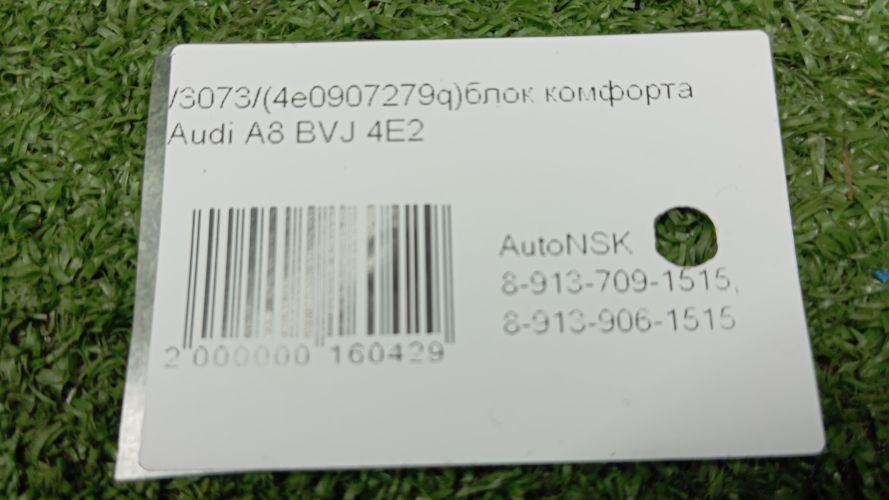 /3073/(4e0907279q)блок комфорта
Audi A8 BVJ 4E2
AutoNSK
8-913-709-1515,
8-913-906-1515
2 000000 160429